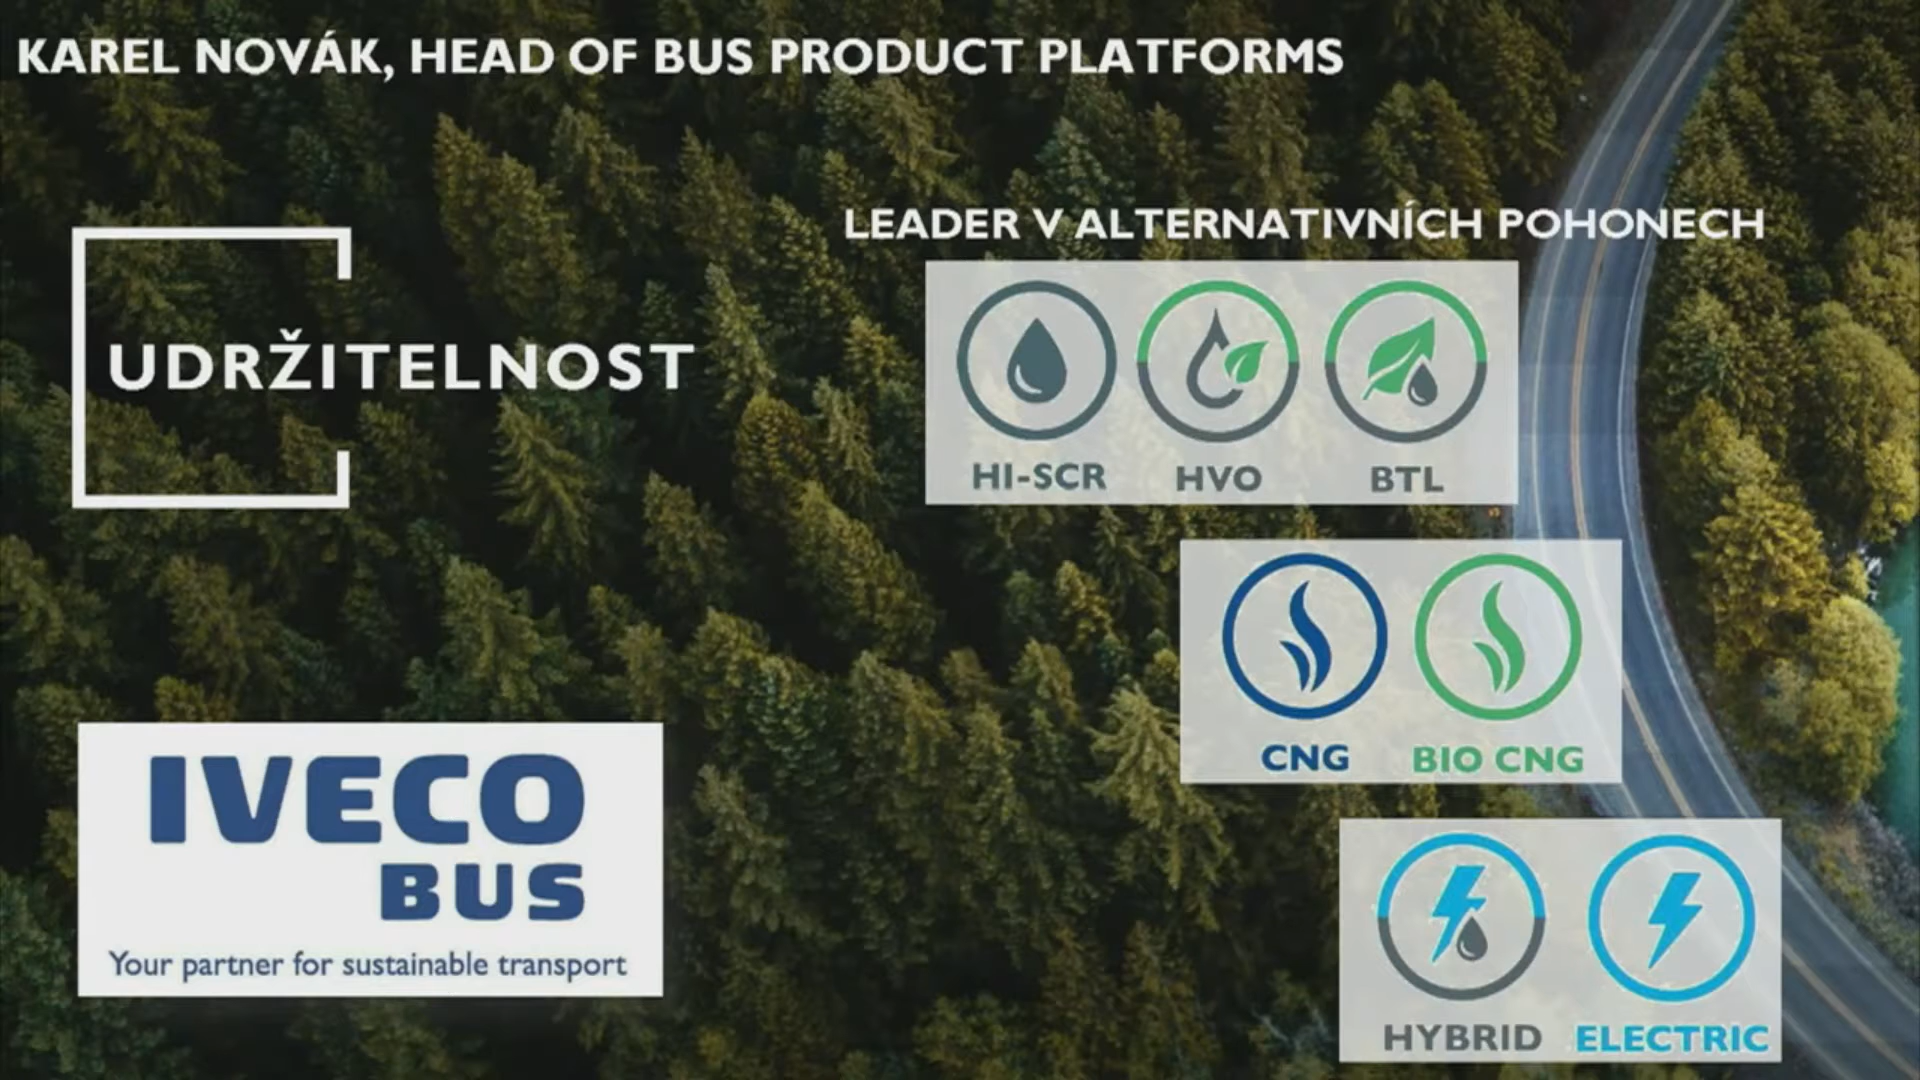 KAREL NOVÁK, HEAD OF BUS PRODUCT PLATFORMS
UDRŽITELNOST
LEADER V ALTERNATIVNÍCH POHONECH
HI-SCR HVO BTL
CNG BIO CNG
HYBRID ELECTRIC
IVECO
BUS
Your partner for sustainable transport